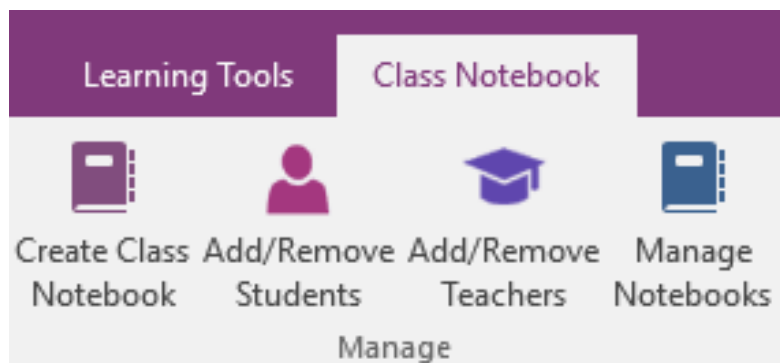 Learning Tools Class Notebook
Create Class Add/Remove Add/Remove Manage
Notebook Students Teachers Notebooks
Manage